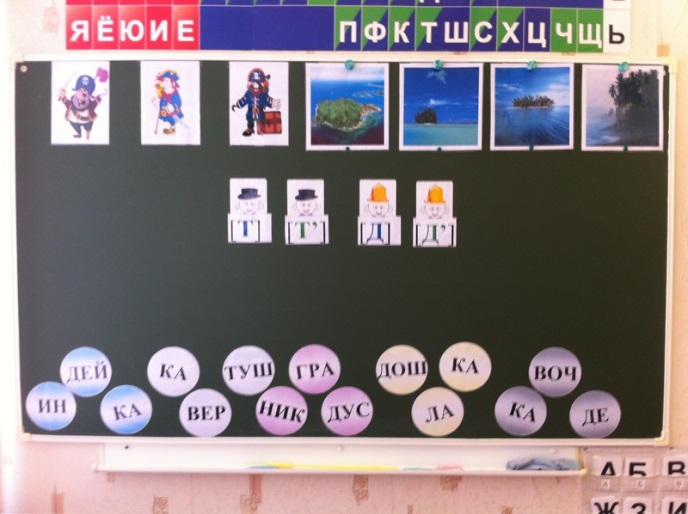 ЯЁЮИЕ ПФКТШСХЦЧЩЬ
[Т] [Т'] [Д] [Д']
ДЕЙ КА ТУШ ГРА ДОШ КА ВОЧ
ИН КА ВЕР НИК ДУС ЛА КА ДЕ
А Б В
А Б В
Ж З И